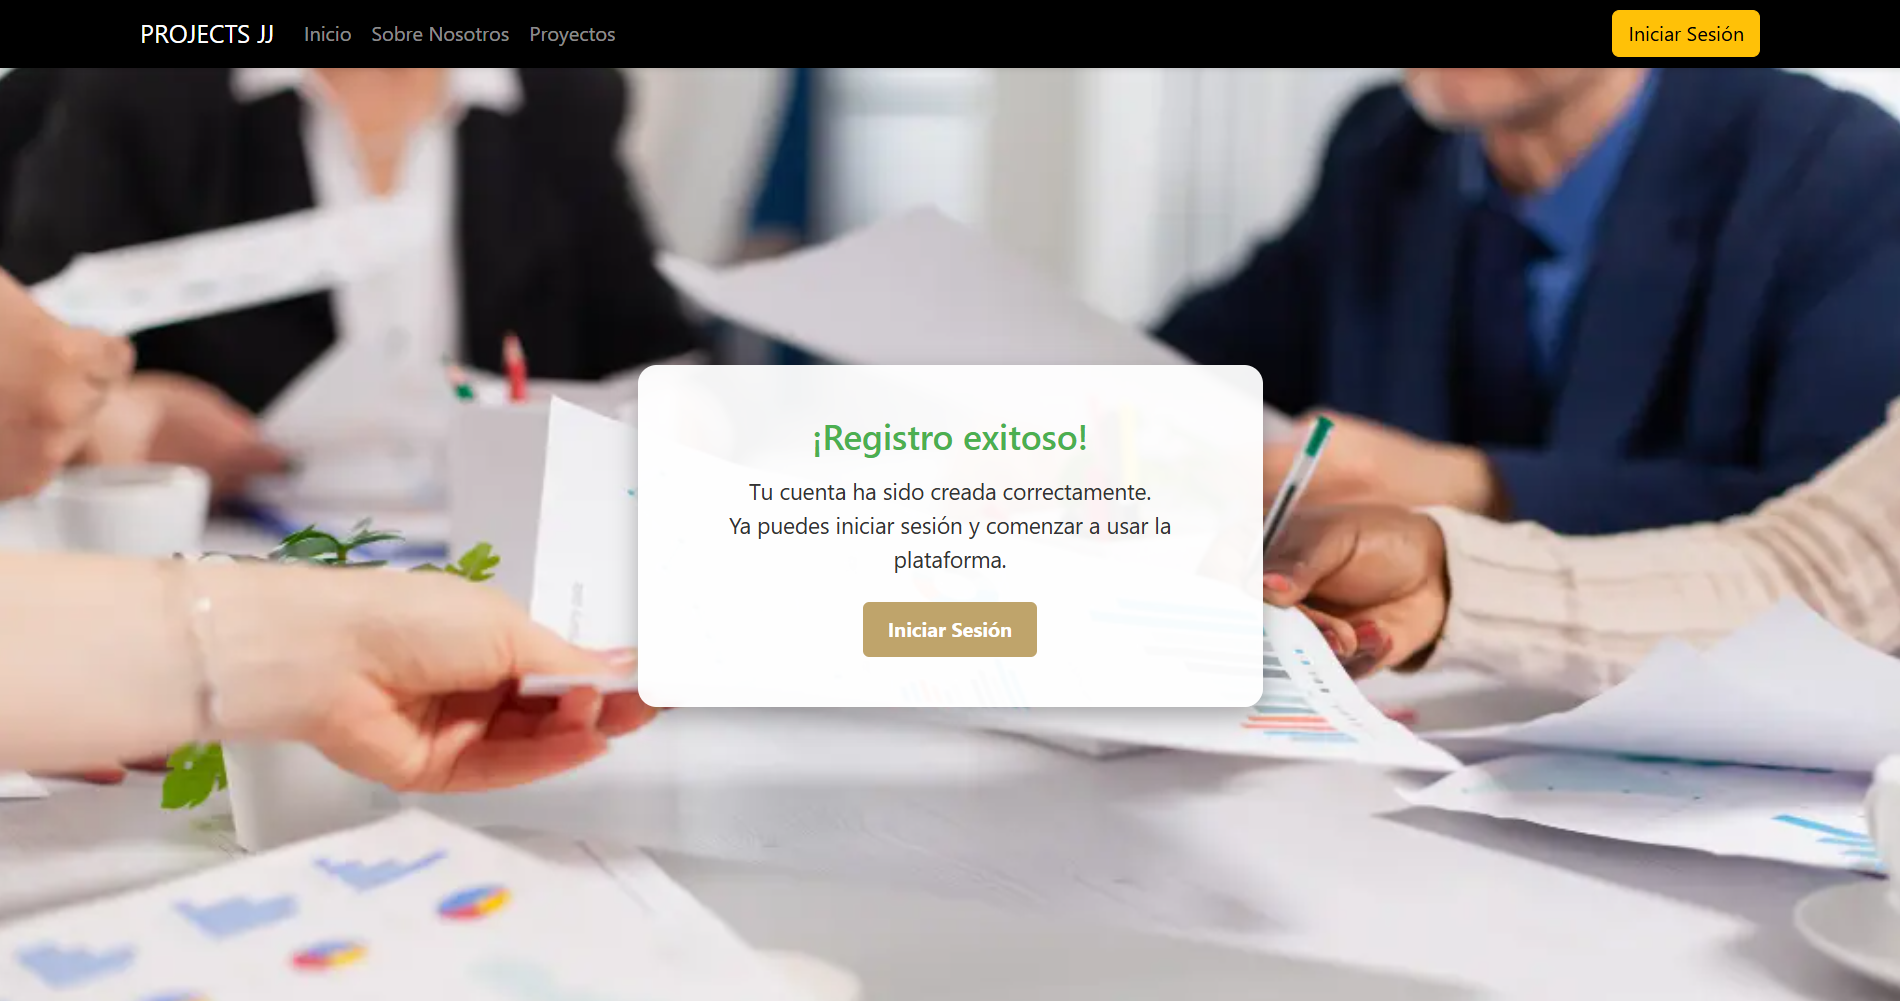 PROJECTS JJ
Inicio
Sobre Nosotros
Proyectos
Iniciar Sesión
¡Registro exitoso!
Tu cuenta ha sido creada correctamente.
Ya puedes iniciar sesión y comenzar a usar la
plataforma.
Iniciar Sesión